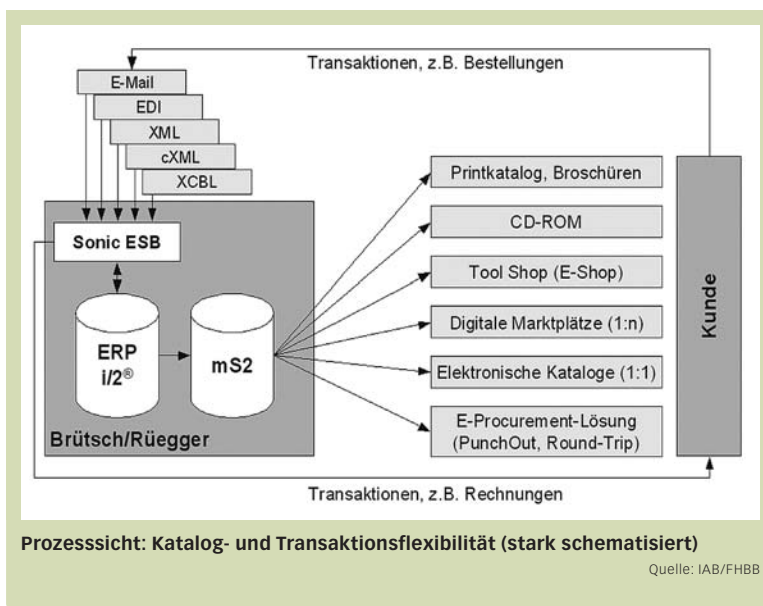 Transaktionen, z.B. Bestellungen
E-Mail
EDI
XML
cXML
XCBL
Sonic ESB
ERP
i/2®
mS2
Brütsch/Rüegger
Printkatalog, Broschüren
CD-ROM
Tool Shop (E-Shop)
Digitale Marktplätze (1:n)
Elektronische Kataloge (1:1)
E-Procurement-Lösung
(PunchOut, Round-Trip)
Kunde
Transaktionen, z.B. Rechnungen
Prozesssicht: Katalog- und Transaktionsflexibilität (stark schematisiert)
Quelle: IAB/FHBB